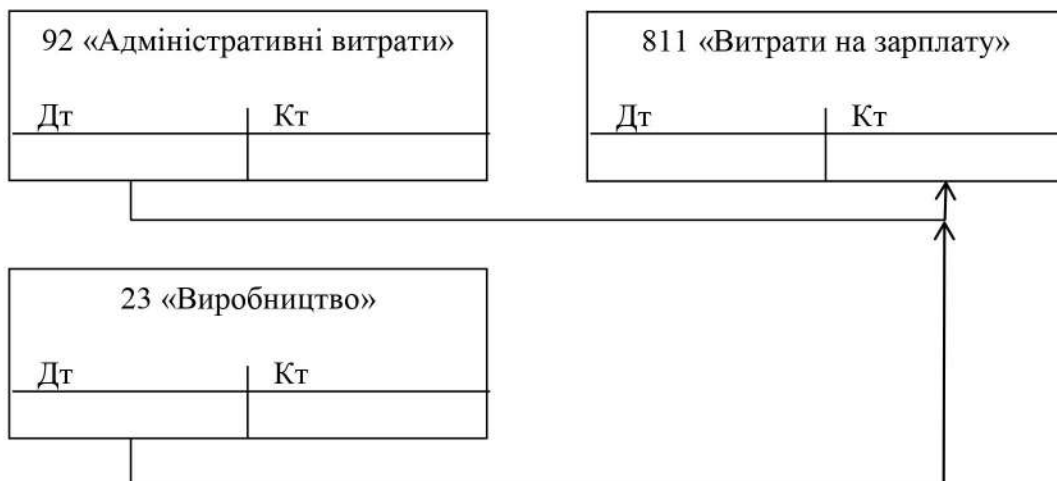 92 «Адміністративні витрати»
Дт Кт
811 «Витрати на зарплату»
Дт Кт
23 «Виробництво»
Дт Кт